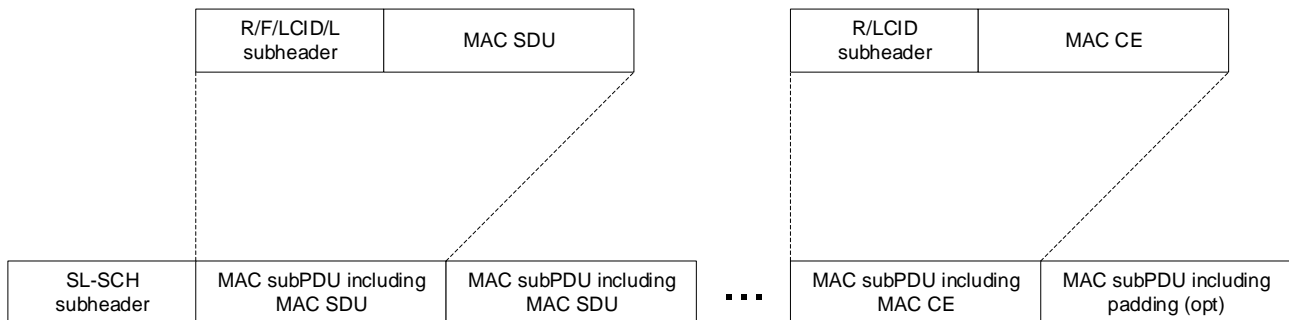 R/F/LCID/L
subheader
MAC SDU
R/LCID
subheader
MAC CE
SL-SCH
subheader
MAC subPDU including
MAC SDU
MAC subPDU including
MAC SDU
...
MAC subPDU including
MAC CE
MAC subPDU including
padding (opt)